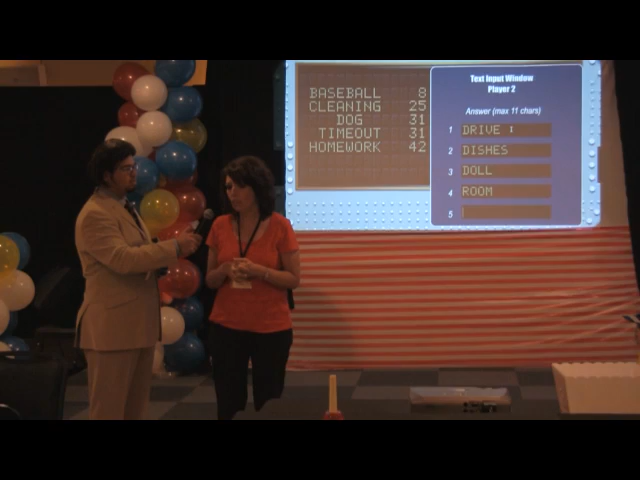 BASEBALL 8
CLEANING 25
DOG 31
TIMEOUT 31
HOMEWORK 42
Text Input Window
Player 2
Answer (max 11 chars)
1 DRIVE
2 DISHES
3 DOLL
4 ROOM
5